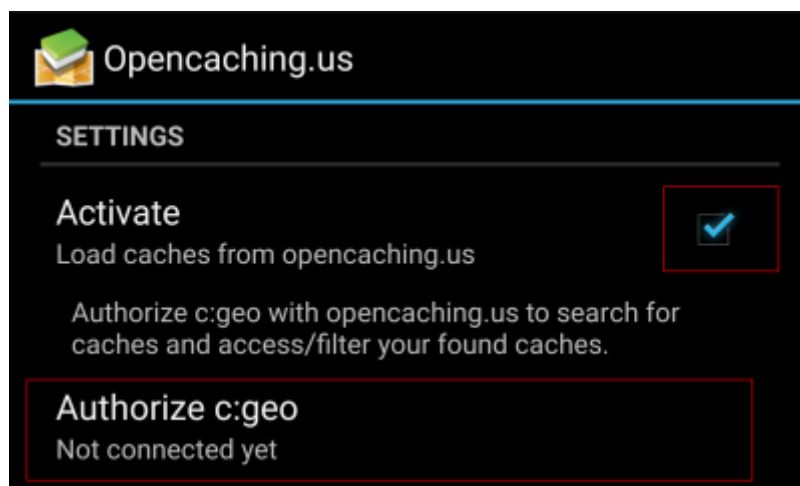 Opencaching.us
SETTINGS
Activate
Load caches from opencaching.us
Authorize c:geo with opencaching.us to search for
caches and access/filter your found caches.
Authorize c:geo
Not connected yet